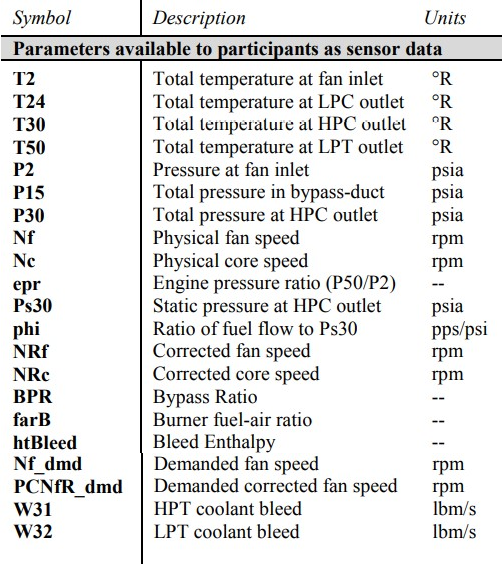 Symbol Description Units
Parameters available to participants as sensor data
T2 Total temperature at fan inlet °R
T24 Total temperature at LPC outlet °R
T30 Total temperature at HPC outlet °R
T50 Total temperature at LPT outlet °R
P2 Pressure at fan inlet psia
P15 Total pressure in bypass-duct psia
P30 Total pressure at HPC outlet psia
Nf Physical fan speed rpm
Nc Physical core speed rpm
epr Engine pressure ratio (P50/P2) --
Ps30 Static pressure at HPC outlet psia
phi Ratio of fuel flow to Ps30 pps/psi
NRf Corrected fan speed rpm
NRc Corrected core speed rpm
BPR Bypass Ratio --
farB Burner fuel-air ratio --
htBleed Bleed Enthalpy --
Nf_dmd Demanded fan speed rpm
PCNfR_dmd Demanded corrected fan speed rpm
W31 HPT coolant bleed lbm/s
W32 LPT coolant bleed lbm/s